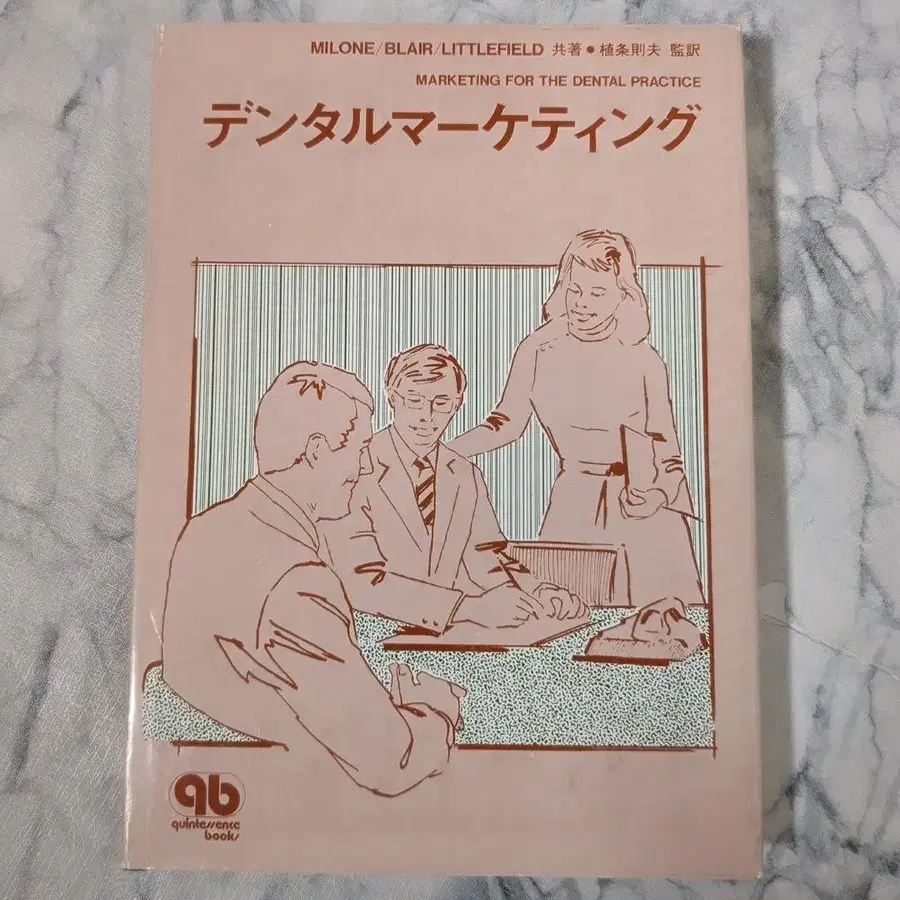 MILONE/BLAIR/LITTLEFIELD 共著●植条則夫 監訳
MARKETING FOR THE DENTAL PRACTICE
デンタルマーケティング
qb
quintessence
books